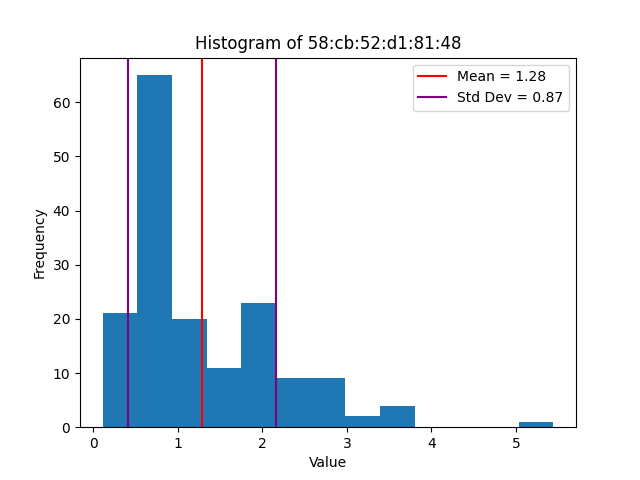 Histogram of 58:cb:52:d1:81:48
Mean = 1.28
Std Dev = 0.87
Frequency
60
50
40
30
20
10
0
0 1 2 3 4 5
Value